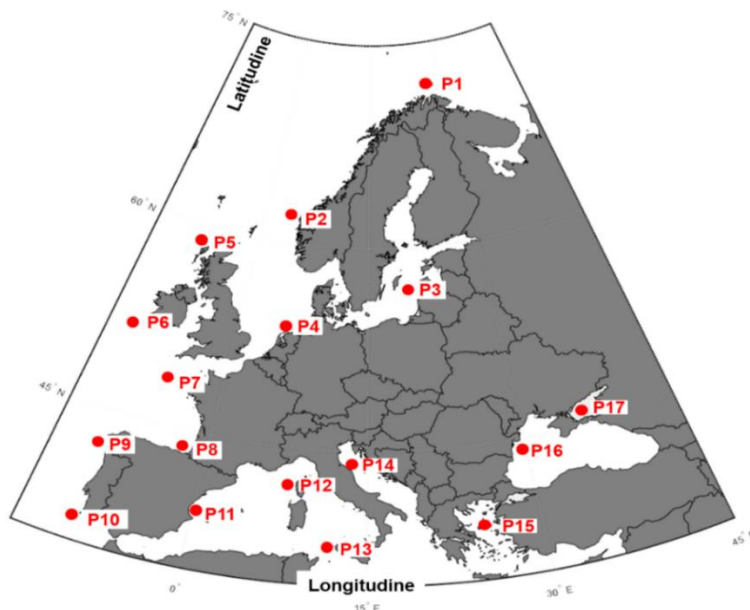 75° N
Latitudine
P1
60° N
P2
P5
P3
P6
P4
45° N
P7
P17
P9
P8
P16
P14
P12
P10
P11
P15
P13
0°
Longitudine
15° E
30° E
45° E